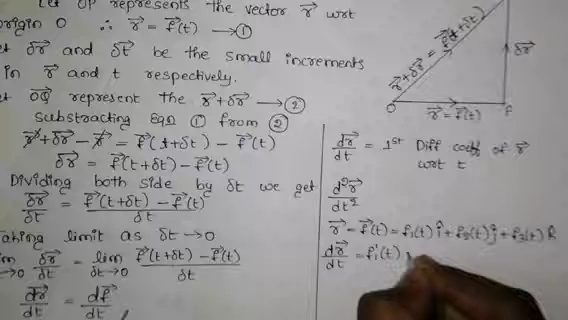 Let OP represents the vector r⃗ wrt
origin O ∴ r⃗ = f⃗(t) → ①
δr⃗ and δt⃗ be the small increments
in r⃗ and t respectively.
OQ⃗ represent the r⃗+δr⃗ → ②
substracting Eqn ① from ②
r⃗+δr⃗ - r⃗ = f⃗(t+δt) - f⃗(t)
δr⃗ = f⃗(t+δt) - f⃗(t)
Dividing both side by δt we get
δr⃗/δt = f⃗(t+δt) - f⃗(t)/δt
Taking limit as δt→0
lim δt→0 δr⃗/δt = lim δt→0 f⃗(t+δt) - f⃗(t)/δt
dr⃗/dt = df⃗/dt
r⃗+δr⃗ = f⃗(t+δt)
δr⃗
O
r⃗ = f⃗(t)
P
dr⃗/dt = 1st Diff coeff of r⃗
wrt t
d²r⃗/dt²
r⃗ = f⃗(t) = f₁(t) î + f₂(t) ĵ + f₃(t) k̂
dr⃗/dt = f₁'(t)